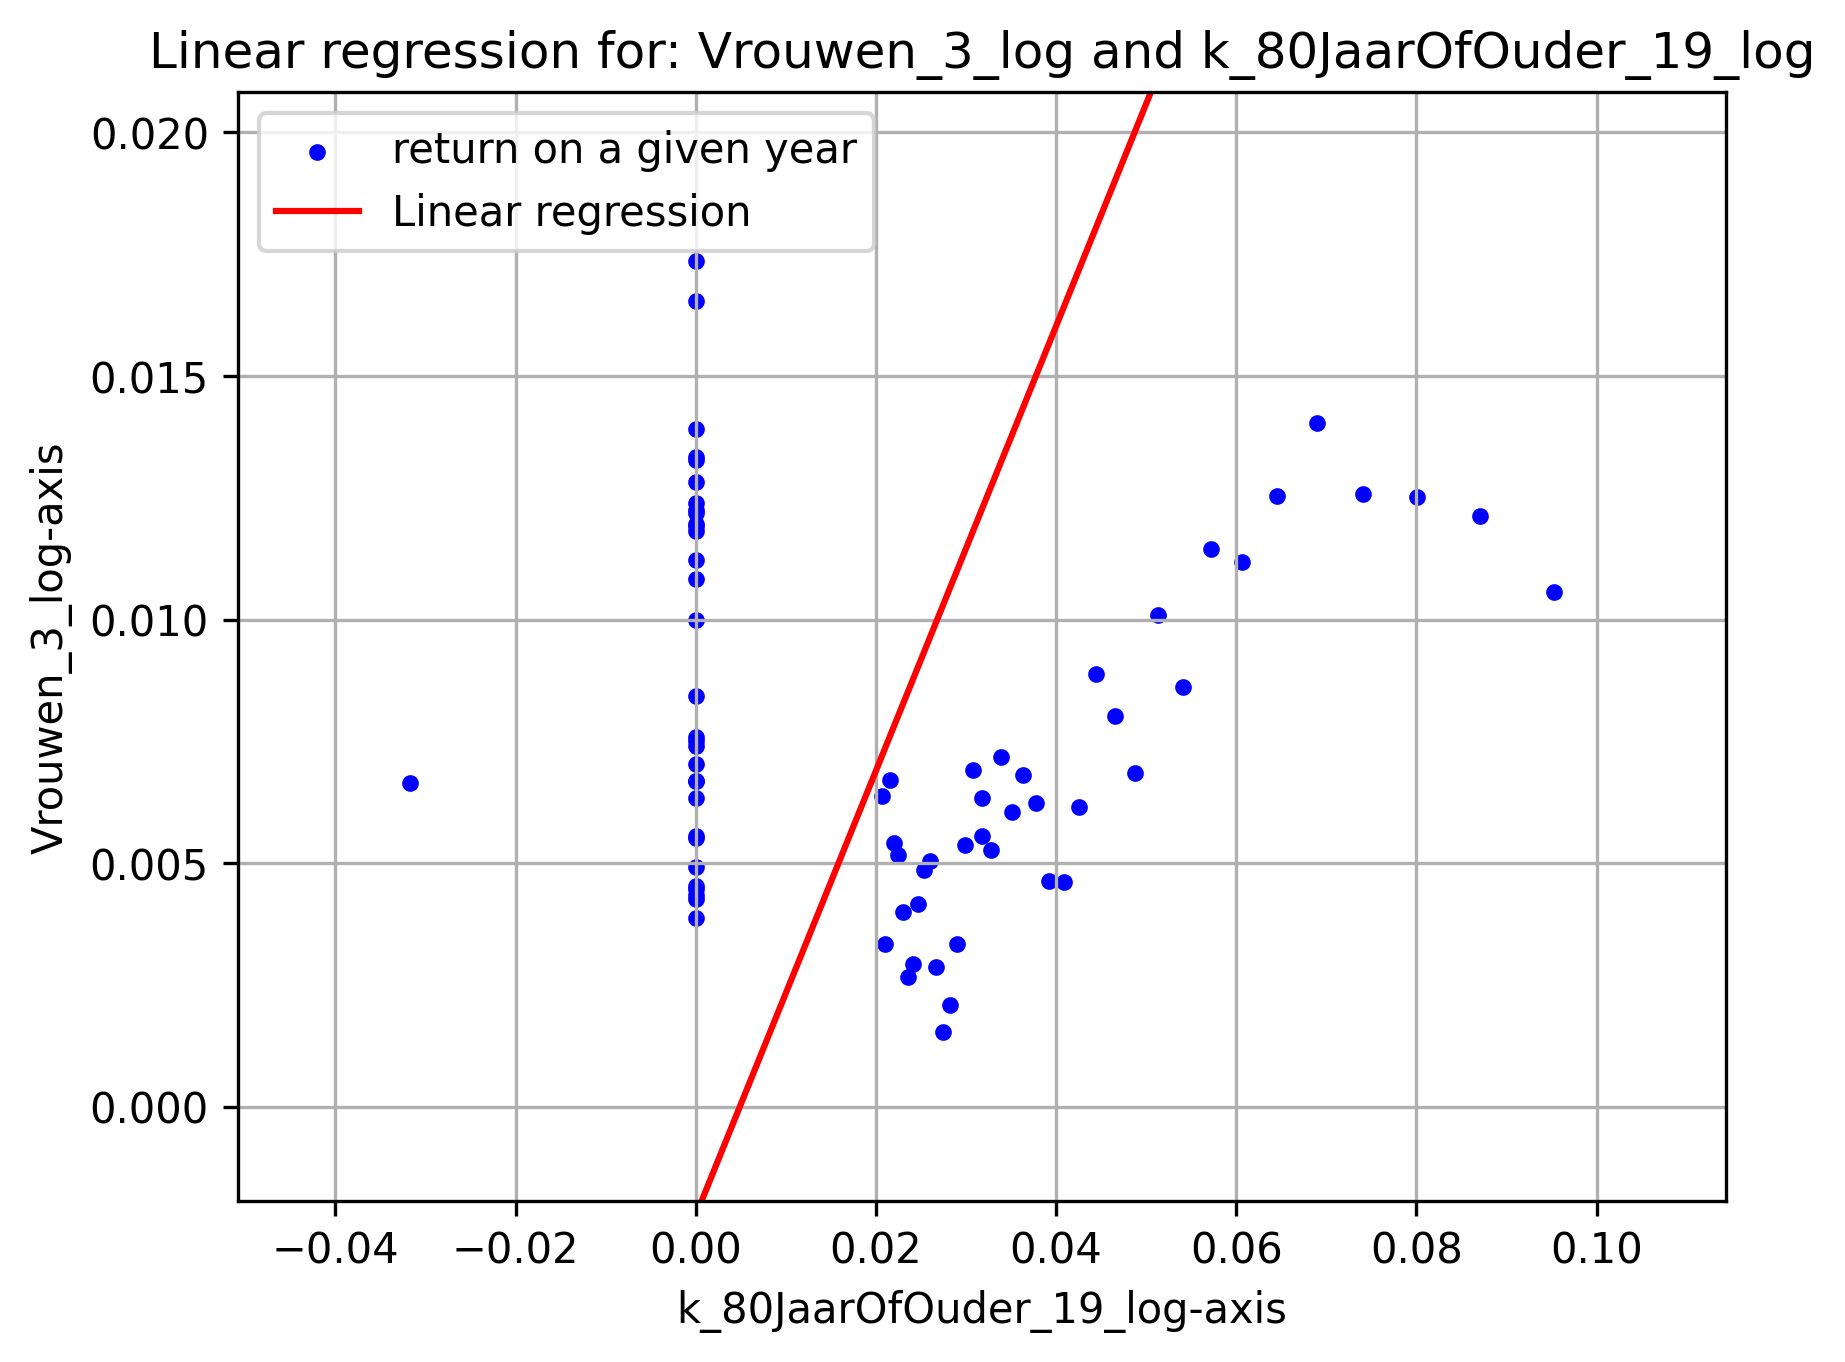 Linear regression for: Vrouwen_3_log and k_80JaarOfOuder_19_log
return on a given year
Linear regression
0.020
0.015
0.010
0.005
0.000
Vrouwen_3_log-axis
−0.04 −0.02 0.00 0.02 0.04 0.06 0.08 0.10
k_80JaarOfOuder_19_log-axis